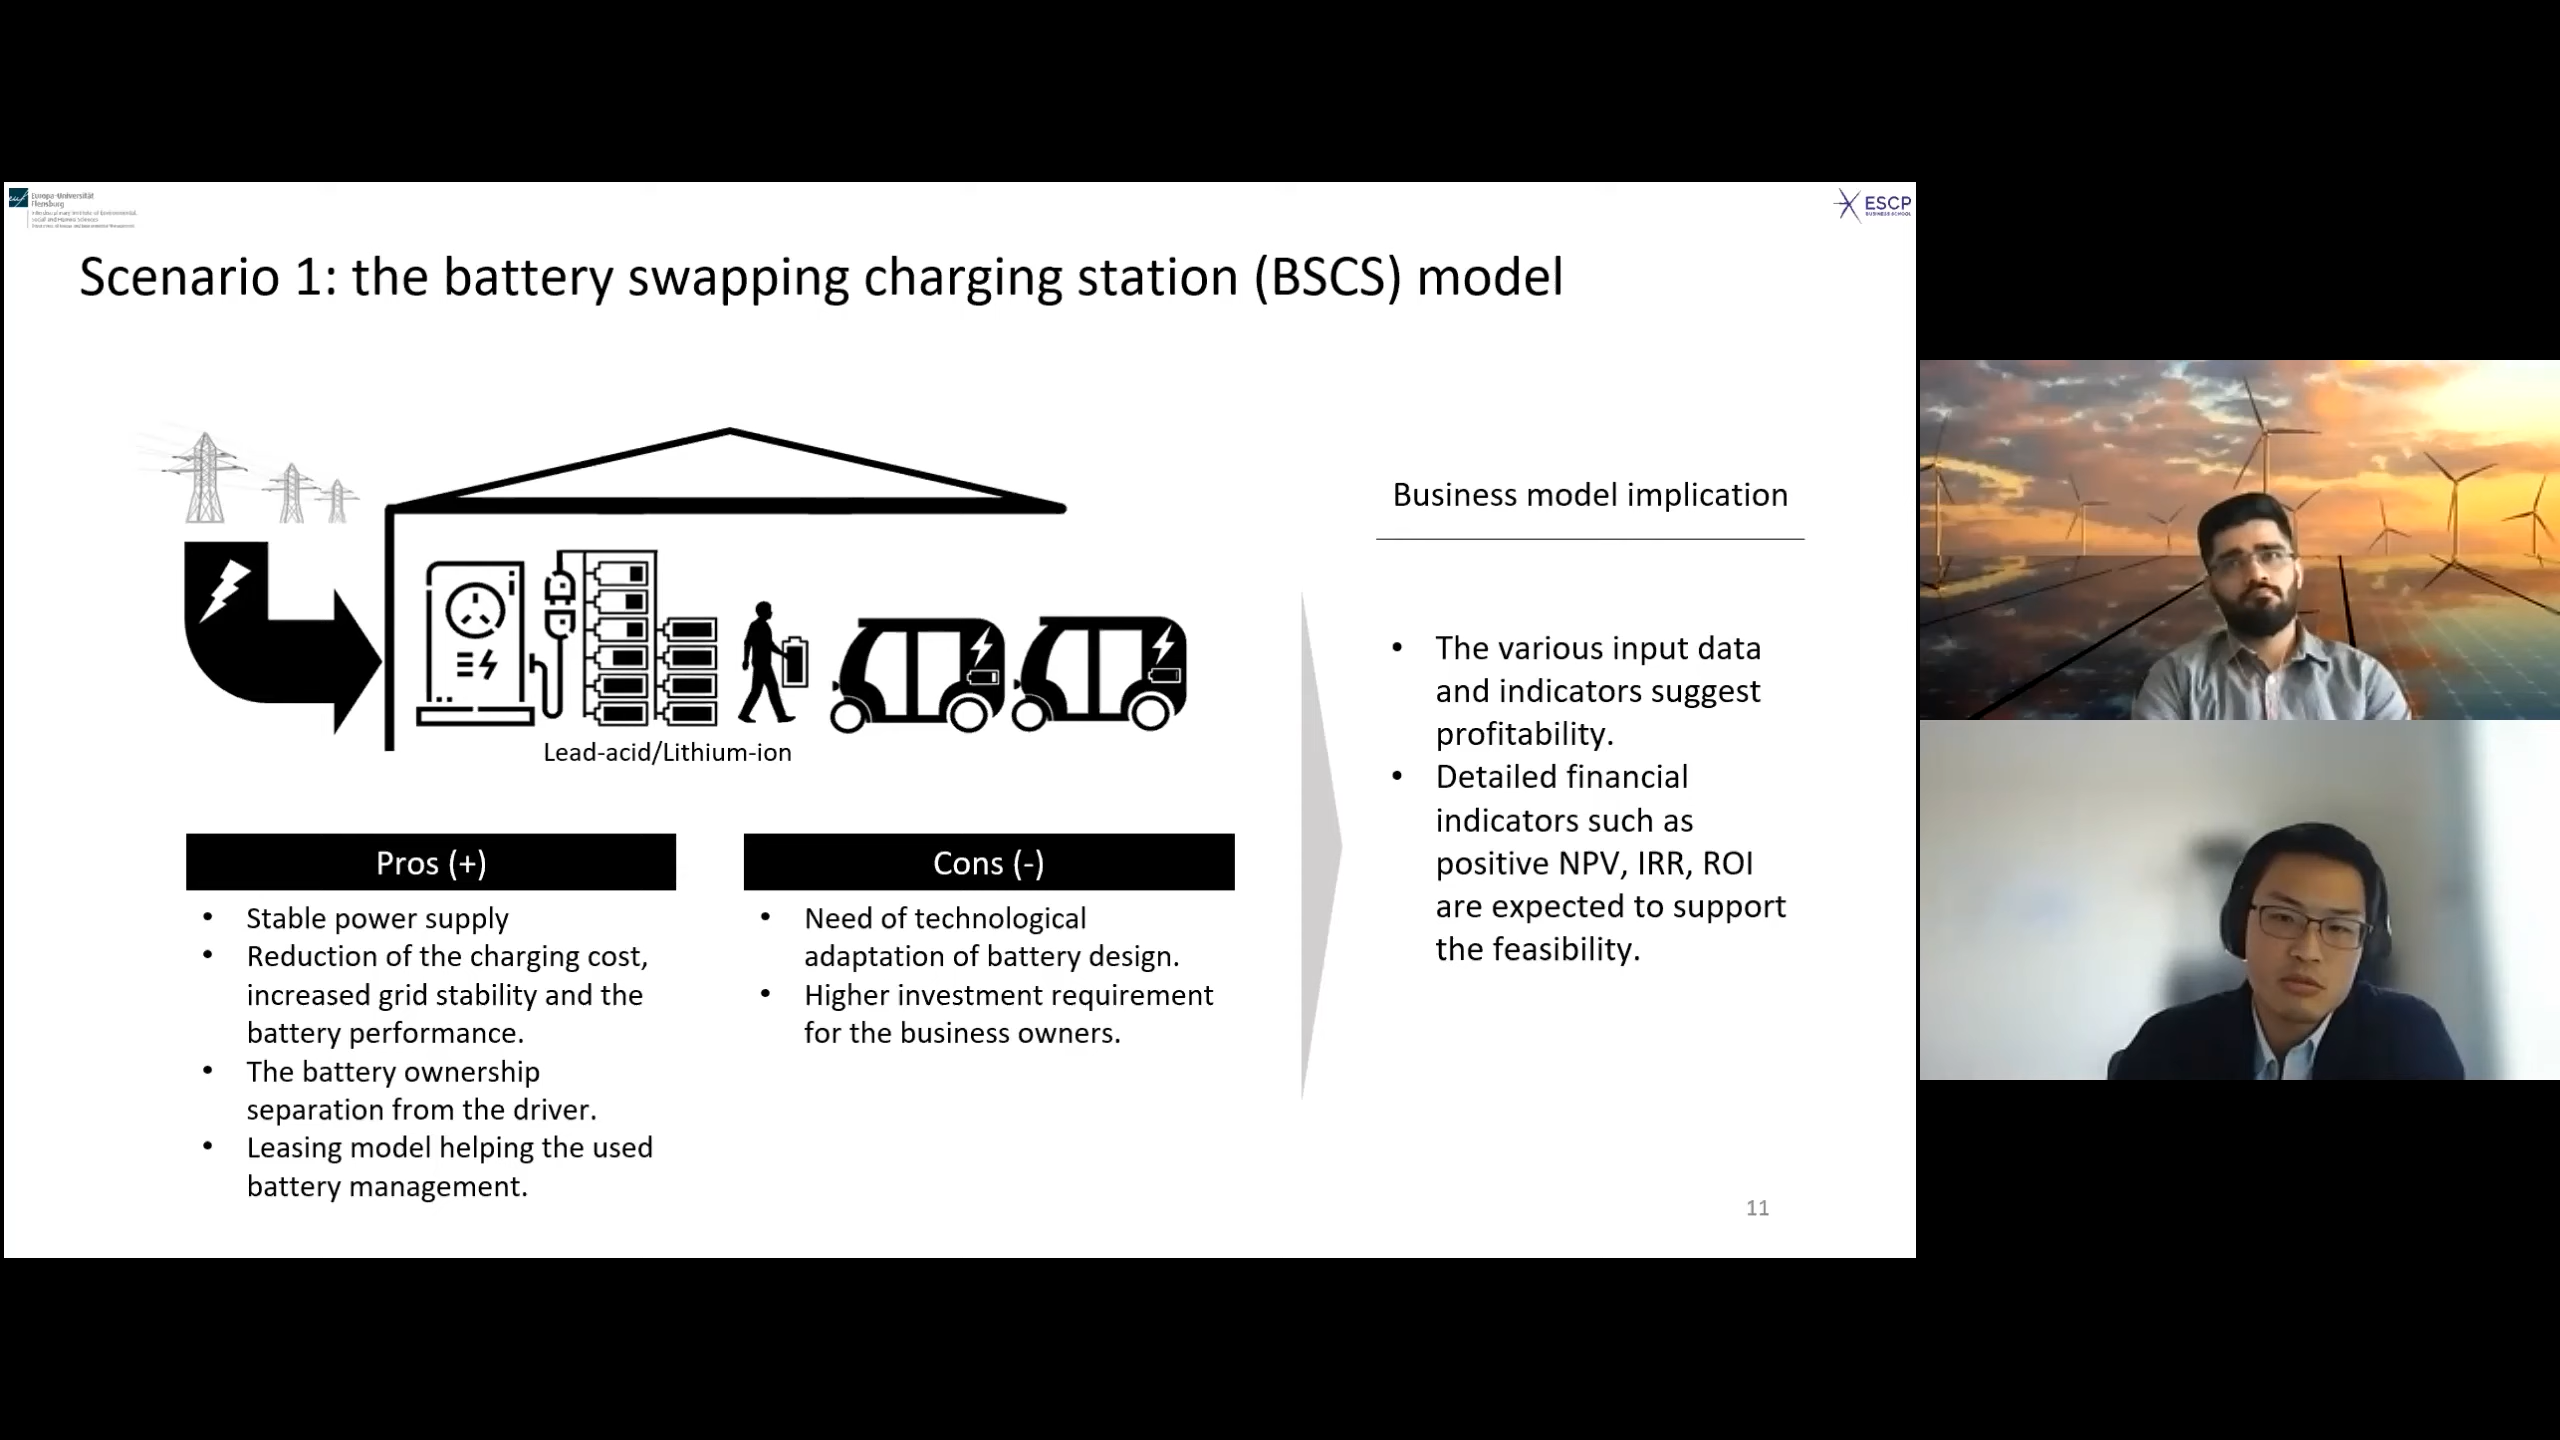 Europa-Universität
Flensburg
ESCP
BUSINESS SCHOOL
Scenario 1: the battery swapping charging station (BSCS) model
Lead-acid/Lithium-ion
Pros (+)
• Stable power supply
• Reduction of the charging cost,
increased grid stability and the
battery performance.
• The battery ownership
separation from the driver.
• Leasing model helping the used
battery management.
Cons (-)
• Need of technological
adaptation of battery design.
• Higher investment requirement
for the business owners.
Business model implication
• The various input data
and indicators suggest
profitability.
• Detailed financial
indicators such as
positive NPV, IRR, ROI
are expected to support
the feasibility.
11